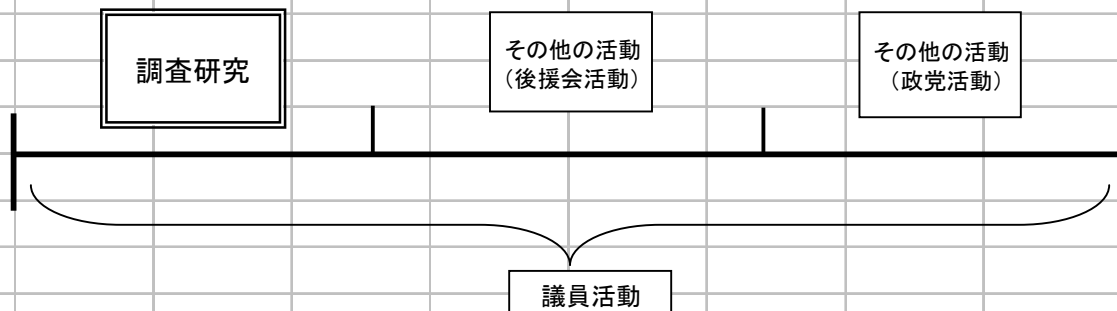 調査研究
その他の活動
（後援会活動）
その他の活動
（政党活動）
議員活動